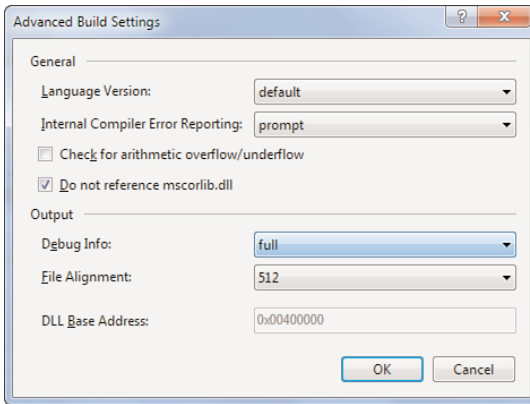 Advanced Build Settings
General
Language Version: default
Internal Compiler Error Reporting: prompt
Check for arithmetic overflow/underflow
Do not reference mscorlib.dll
Output
Debug Info: full
File Alignment: 512
DLL Base Address: 0x00400000
OK Cancel